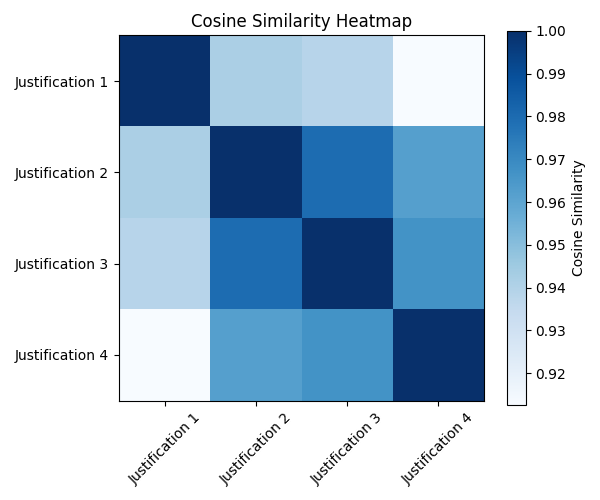 Cosine Similarity Heatmap
Justification 1
Justification 2
Justification 3
Justification 4
Justification 1
Justification 2
Justification 3
Justification 4
1.00
0.99
0.98
0.97
0.96
0.95
0.94
0.93
0.92
Cosine Similarity